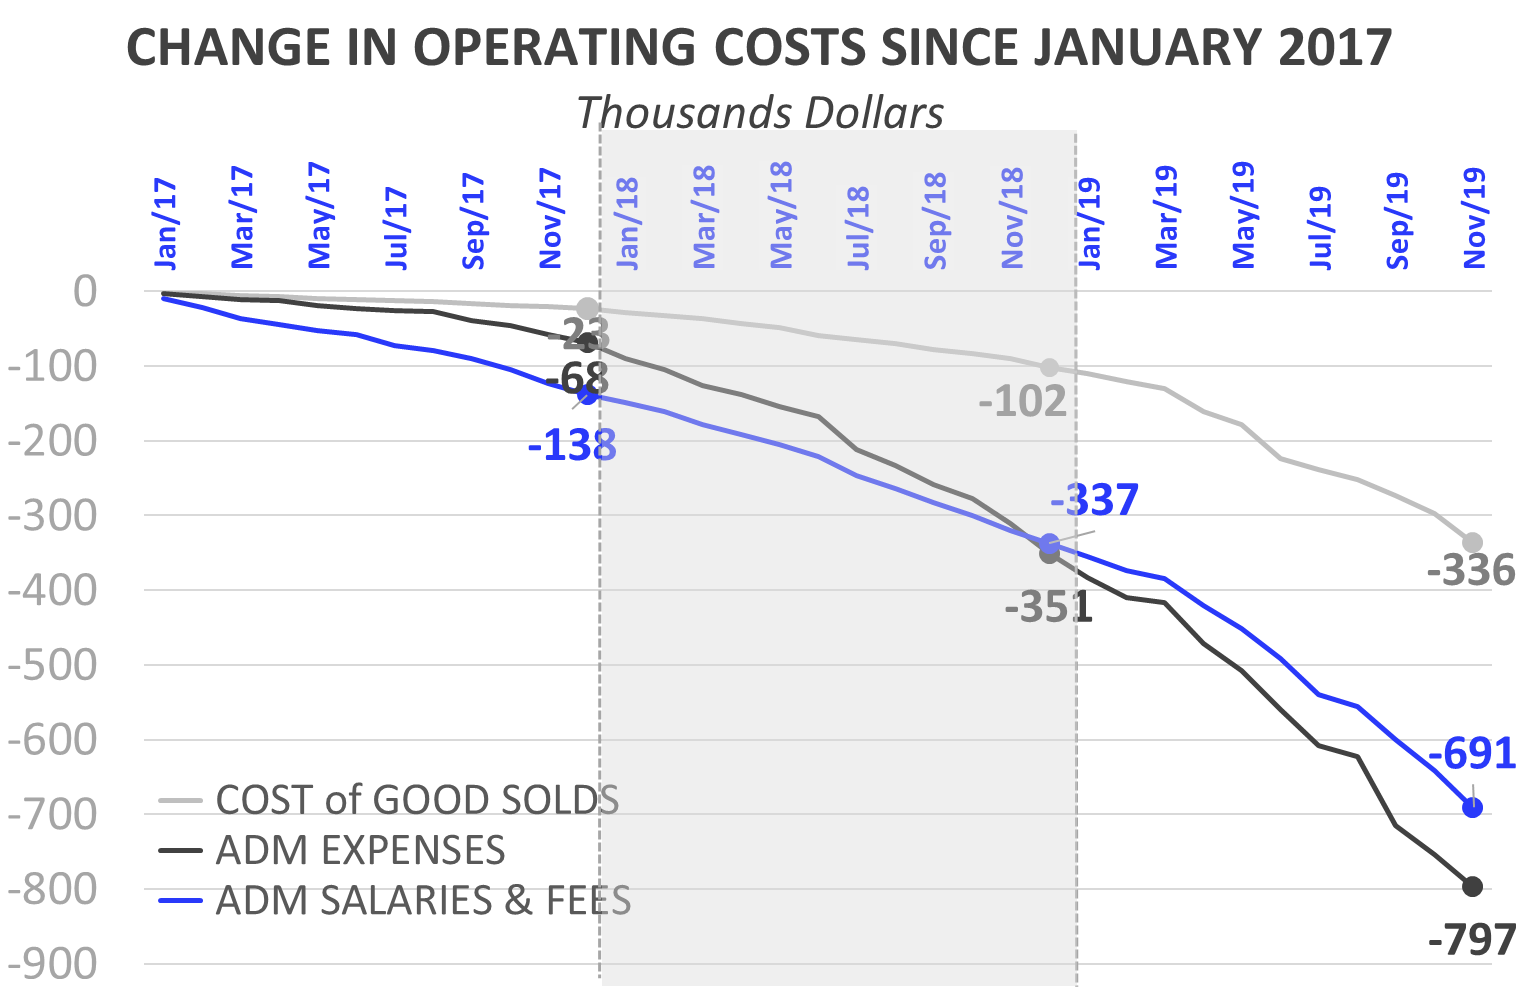 CHANGE IN OPERATING COSTS SINCE JANUARY 2017
Thousands Dollars
Jan/17
Mar/17
May/17
Jul/17
Sep/17
Nov/17
Jan/18
Mar/18
May/18
Jul/18
Sep/18
Nov/18
Jan/19
Mar/19
May/19
Jul/19
Sep/19
Nov/19
0
-100
-200
-300
-400
-500
-600
-700
-800
-900
-23
-68
-138
-102
-337
-351
-336
-691
-797
COST of GOOD SOLDS
ADM EXPENSES
ADM SALARIES & FEES